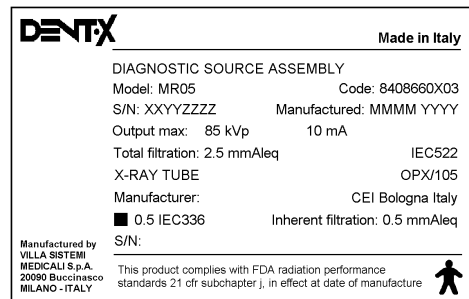 DENT-X
Made in Italy
DIAGNOSTIC SOURCE ASSEMBLY
Model: MR05 Code: 8408660X03
S/N: XXYYZZZZ Manufactured: MMMM YYYY
Output max: 85 kVp 10 mA
Total filtration: 2.5 mmAleq IEC522
X-RAY TUBE OPX/105
Manufacturer: CEI Bologna Italy
0.5 IEC336 Inherent filtration: 0.5 mmAleq
S/N:
Manufactured by
VILLA SISTEMI
MEDICALI S.p.A.
20090 Buccinasco
MILANO - ITALY
This product complies with FDA radiation performance
standards 21 cfr subchapter j, in effect at date of manufacture